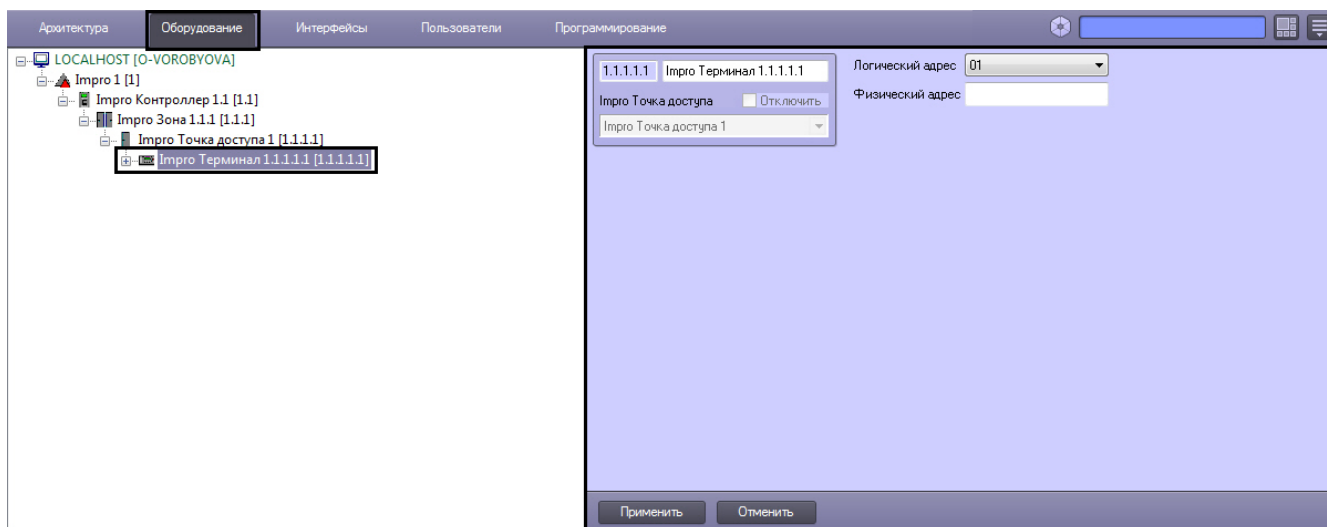 Архитектура Оборудование Интерфейсы Пользователи Программирование
LOCALHOST [O-VOROBYOVA]
Impro 1 [1]
Impro Контроллер 1.1 [1.1]
Impro Зона 1.1.1 [1.1.1]
Impro Точка доступа 1 [1.1.1.1]
Impro Терминал 1.1.1.1.1 [1.1.1.1.1]
1.1.1.1.1 Impro Терминал 1.1.1.1.1
Impro Точка доступа Отключить
Impro Точка доступа 1
Логический адрес 01
Физический адрес
Применить Отменить